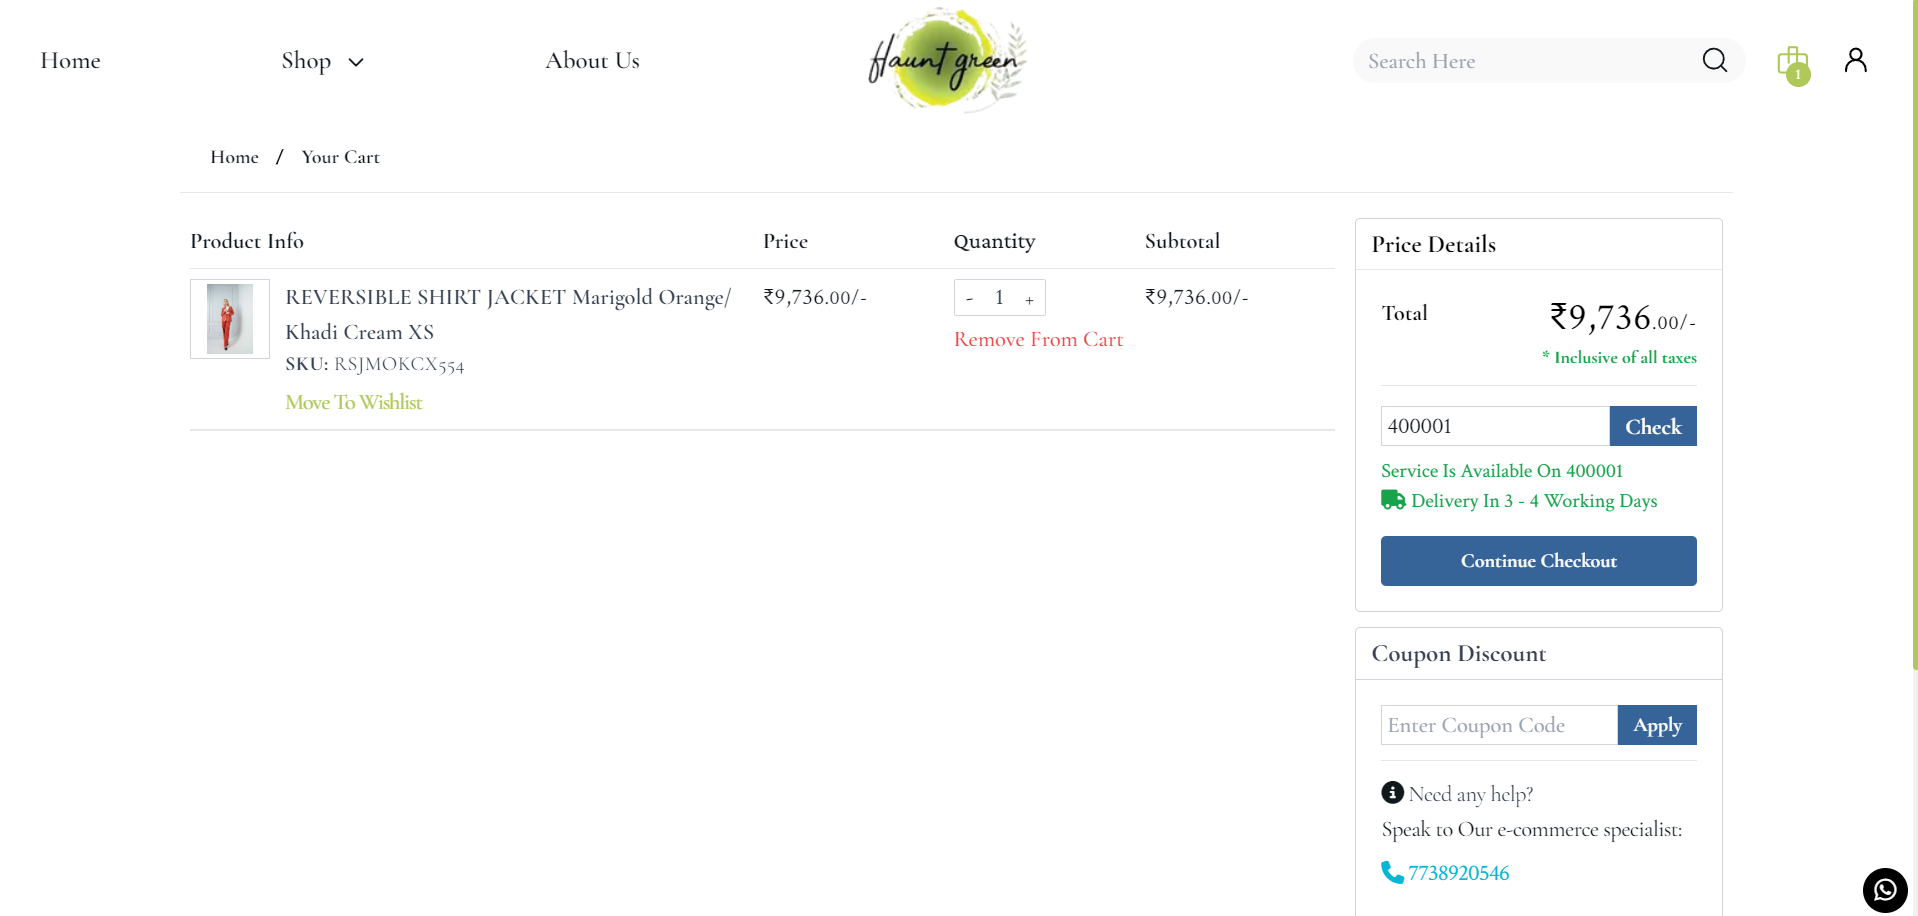 Home
Shop
About Us
flaunt green
Search Here
1
Home / Your Cart
Product Info
Price
Quantity
Subtotal
REVERSIBLE SHIRT JACKET Marigold Orange/
Khadi Cream XS
SKU: RSJMOKCX554
Move To Wishlist
₹9,736.00/-
- 1 +
Remove From Cart
₹9,736.00/-
Price Details
Total
₹9,736.00/-
* Inclusive of all taxes
400001
Check
Service Is Available On 400001
Delivery In 3 - 4 Working Days
Continue Checkout
Coupon Discount
Enter Coupon Code
Apply
Need any help?
Speak to Our e-commerce specialist:
7738920546